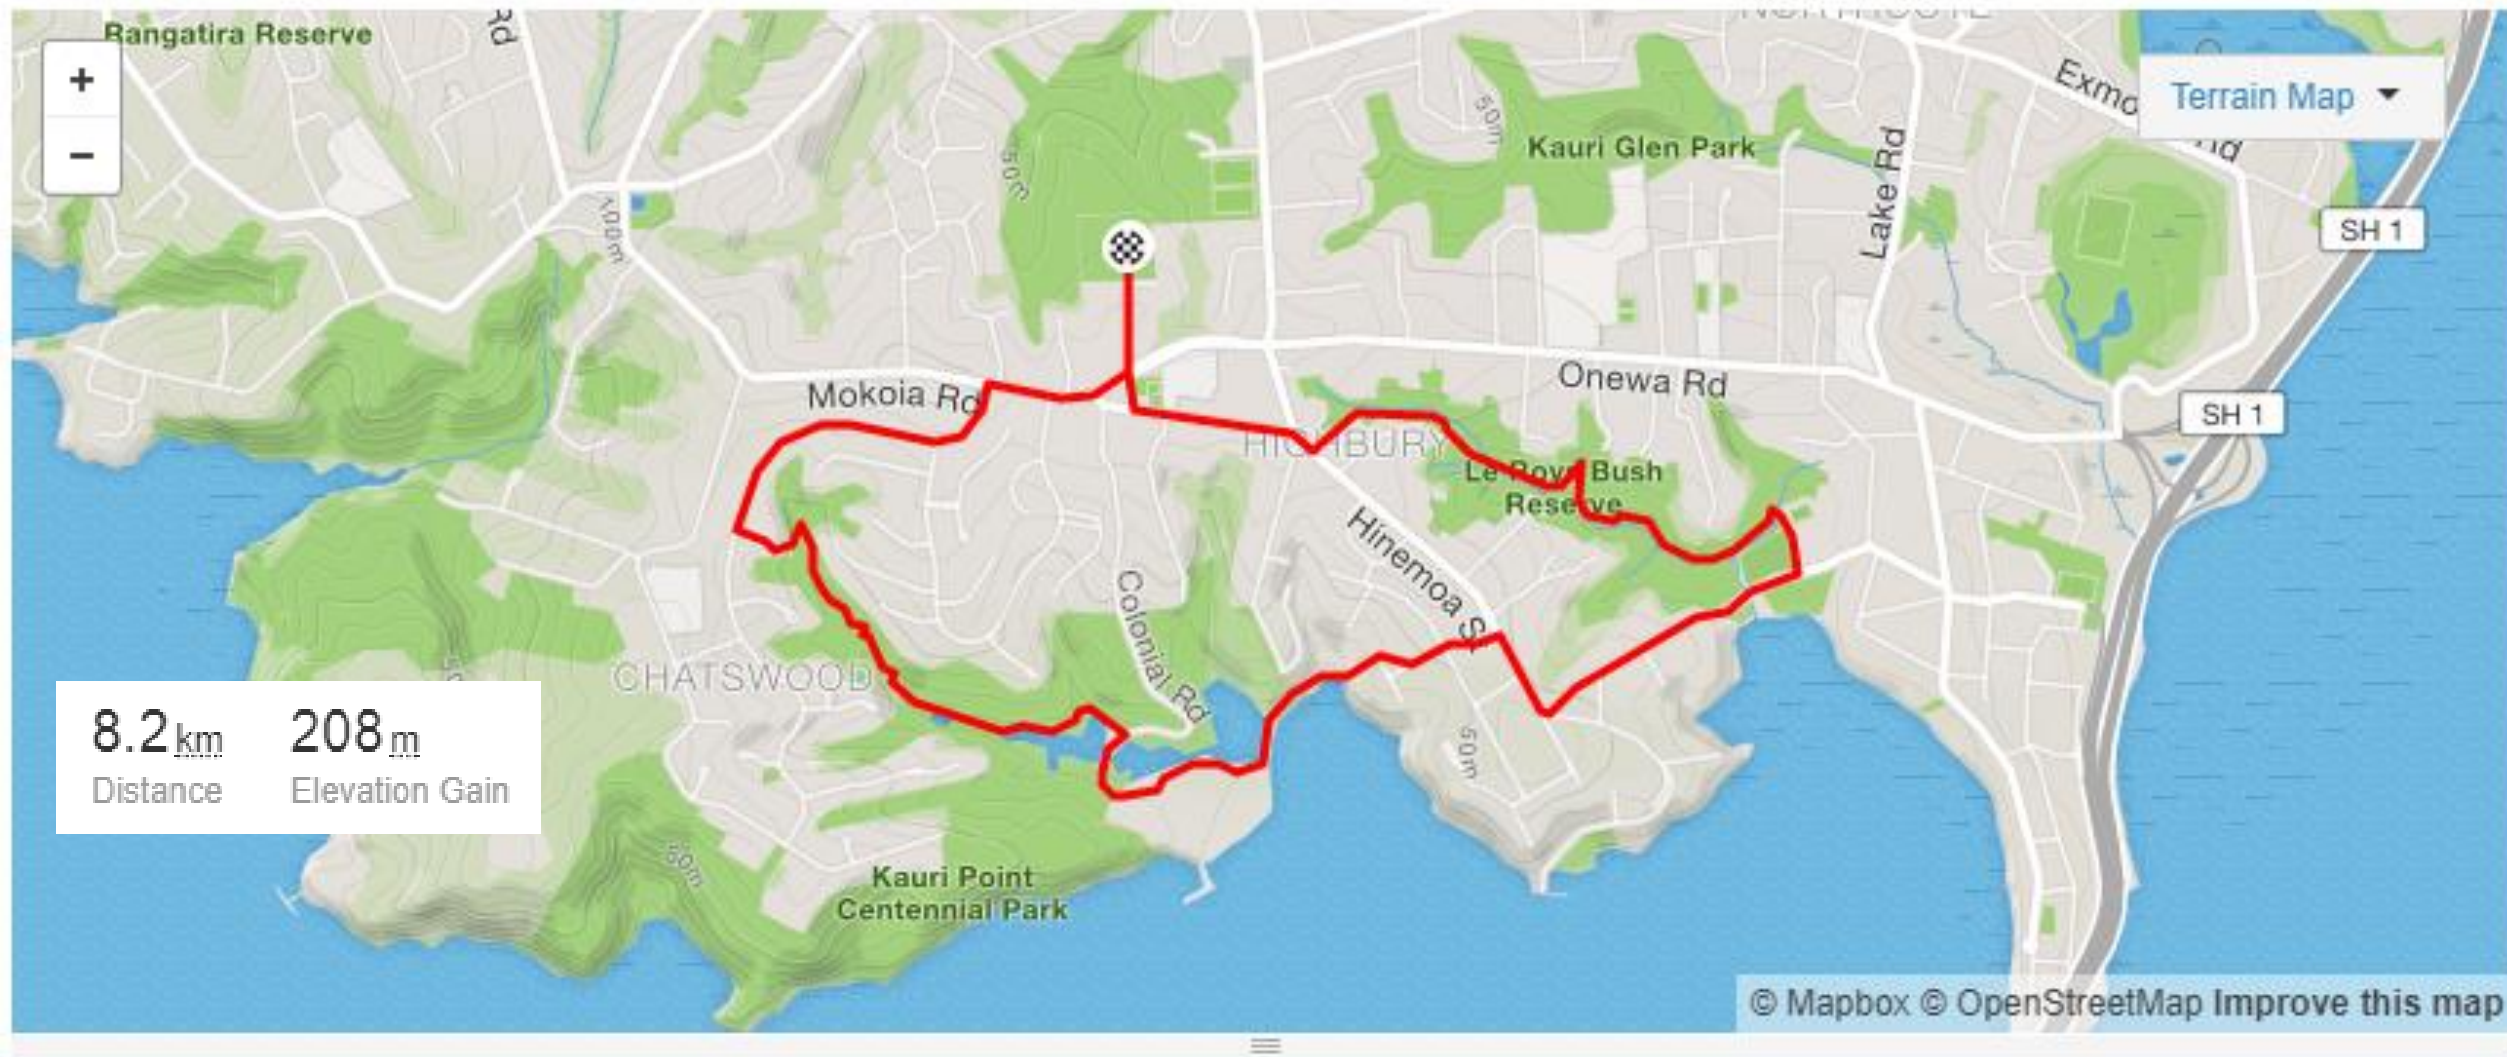 Rangatira Reserve
Rd
+
−
Terrain Map
Kauri Glen Park
Lake Rd
SH 1
50m
50m
100m
Mokoia Rd
Onewa Rd
SH 1
HIGHBURY
Le Roys Bush
Reserve
Hinemoa St
Colonial Rd
CHATSWOOD
8.2 km
Distance
208 m
Elevation Gain
50m
50m
Kauri Point
Centennial Park
© Mapbox © OpenStreetMap Improve this map